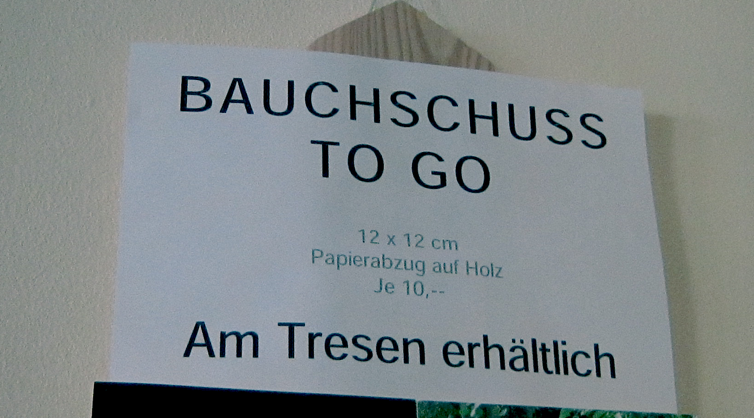 BAUCHSCHUSS
TO GO
12 x 12 cm
Papierabzug auf Holz
Je 10,--
Am Tresen erhältlich